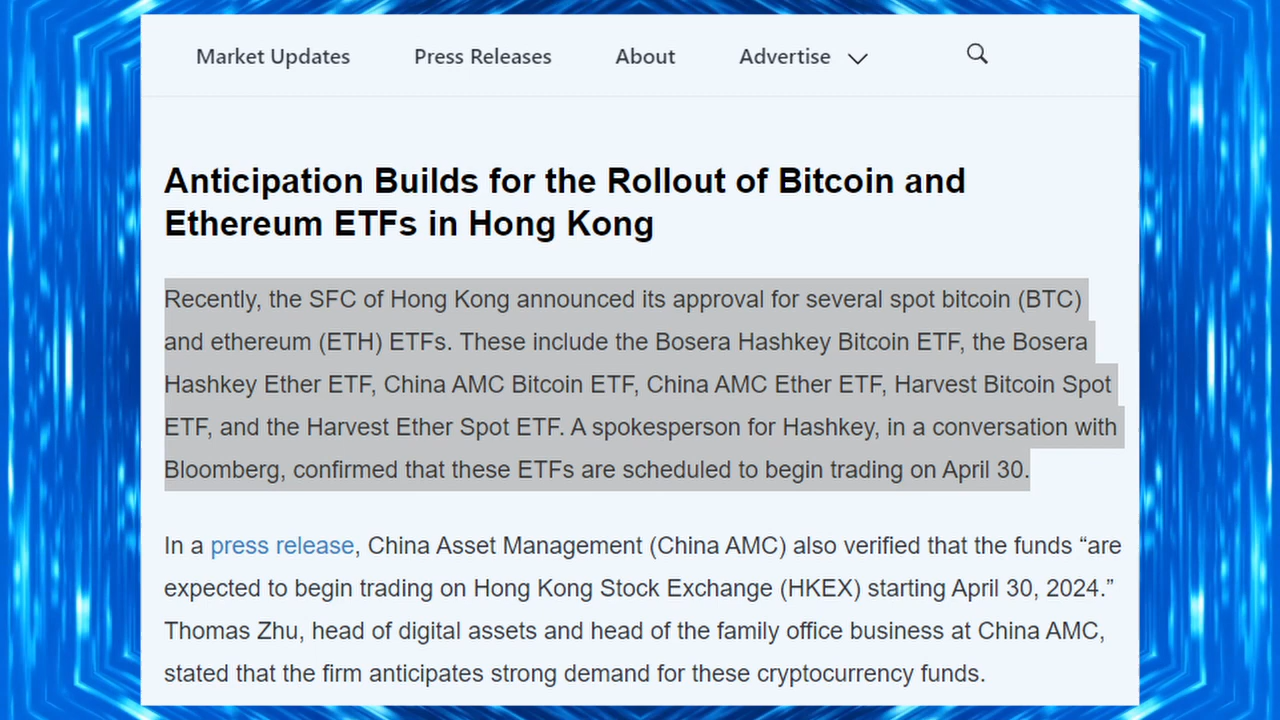 Market Updates Press Releases About Advertise
Anticipation Builds for the Rollout of Bitcoin and
Ethereum ETFs in Hong Kong
Recently, the SFC of Hong Kong announced its approval for several spot bitcoin (BTC)
and ethereum (ETH) ETFs. These include the Bosera Hashkey Bitcoin ETF, the Bosera
Hashkey Ether ETF, China AMC Bitcoin ETF, China AMC Ether ETF, Harvest Bitcoin Spot
ETF, and the Harvest Ether Spot ETF. A spokesperson for Hashkey, in a conversation with
Bloomberg, confirmed that these ETFs are scheduled to begin trading on April 30.
In a press release, China Asset Management (China AMC) also verified that the funds “are
expected to begin trading on Hong Kong Stock Exchange (HKEX) starting April 30, 2024.”
Thomas Zhu, head of digital assets and head of the family office business at China AMC,
stated that the firm anticipates strong demand for these cryptocurrency funds.